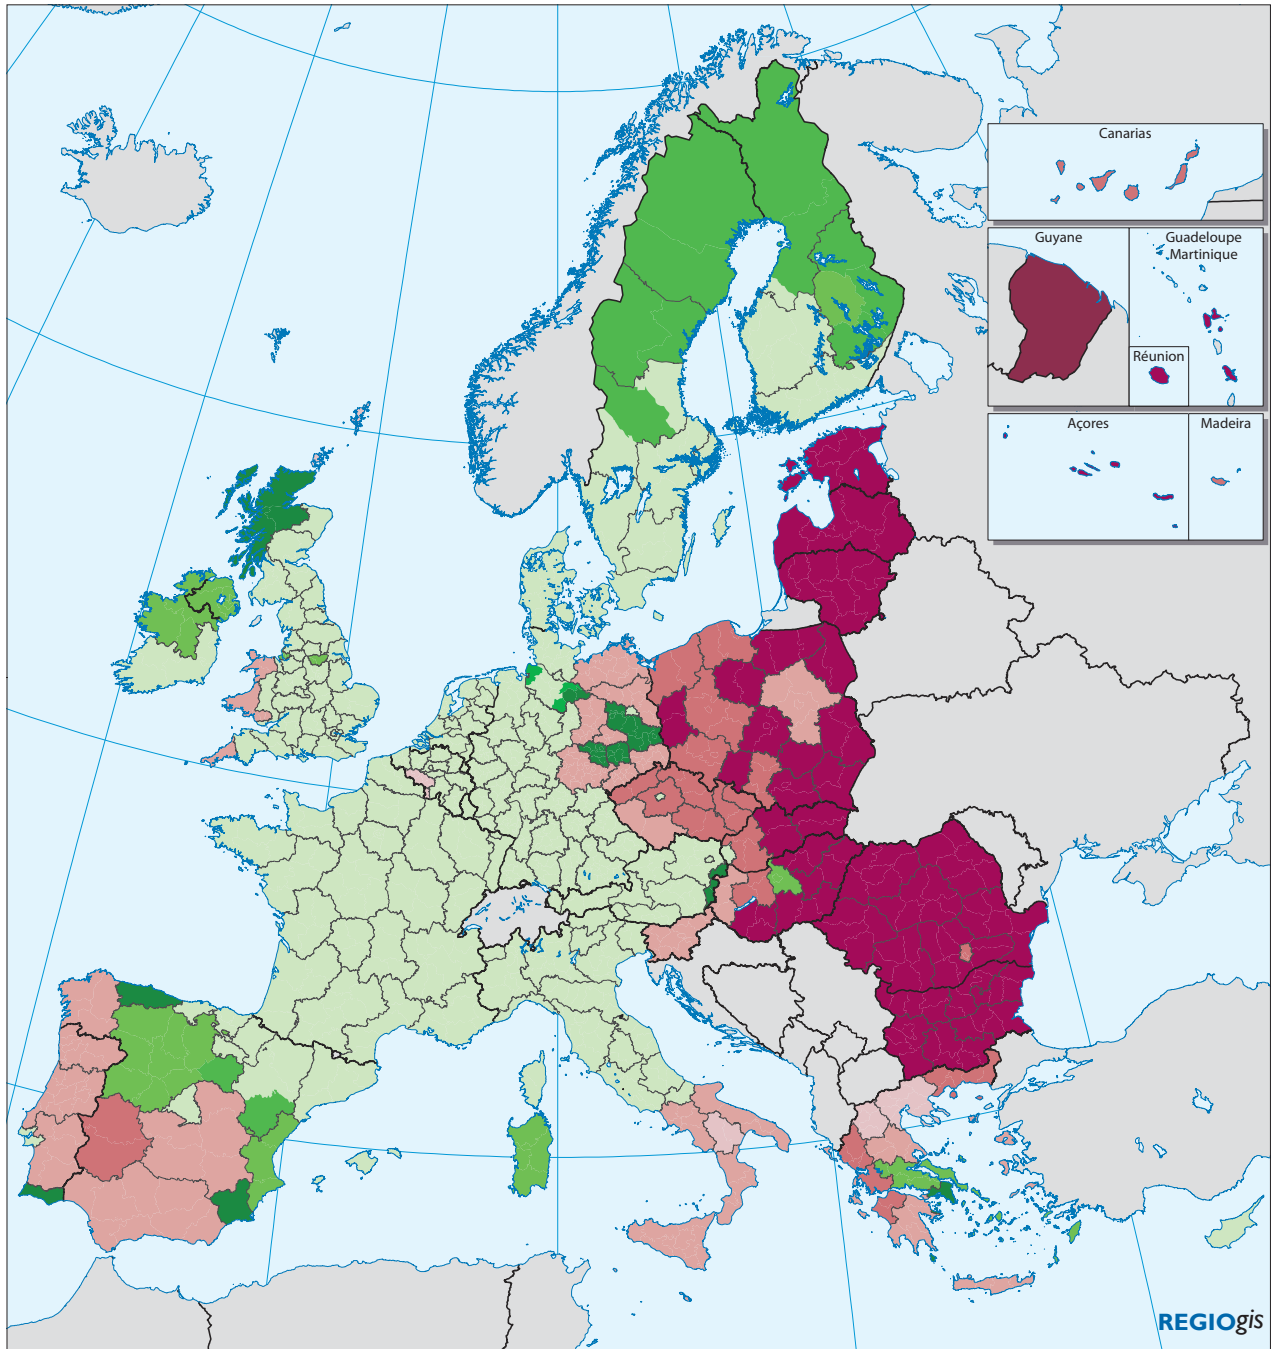 Canarias
Guyane
Guadeloupe
Martinique
Réunion
Açores
Madeira
REGIOgis